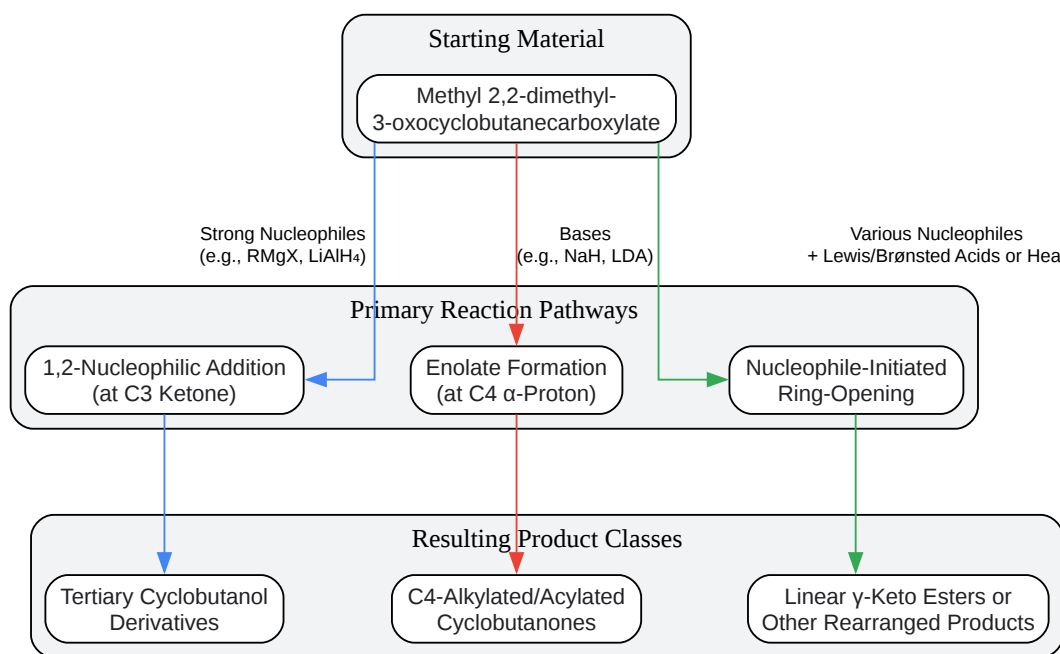 Starting Material
Methyl 2,2-dimethyl-
3-oxocyclobutanecarboxylate
Strong Nucleophiles
(e.g., RMgX, LiAlH₄)
Bases
(e.g., NaH, LDA)
Various Nucleophiles
+ Lewis/Brønsted Acids or Hea
Primary Reaction Pathways
1,2-Nucleophilic Addition
(at C3 Ketone)
Enolate Formation
(at C4 α-Proton)
Nucleophile-Initiated
Ring-Opening
Resulting Product Classes
Tertiary Cyclobutanol
Derivatives
C4-Alkylated/Acylated
Cyclobutanones
Linear γ-Keto Esters or
Other Rearranged Products